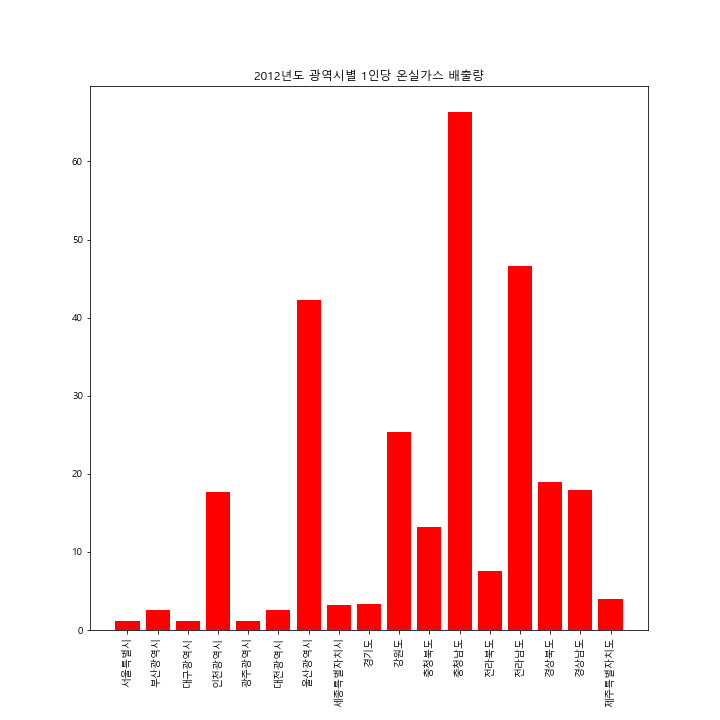 2012년도 광역시별 1인당 온실가스 배출량
60
50
40
30
20
10
0
서울특별시
부산광역시
대구광역시
인천광역시
광주광역시
대전광역시
울산광역시
세종특별자치시
경기도
강원도
충청북도
충청남도
전라북도
전라남도
경상북도
경상남도
제주특별자치도